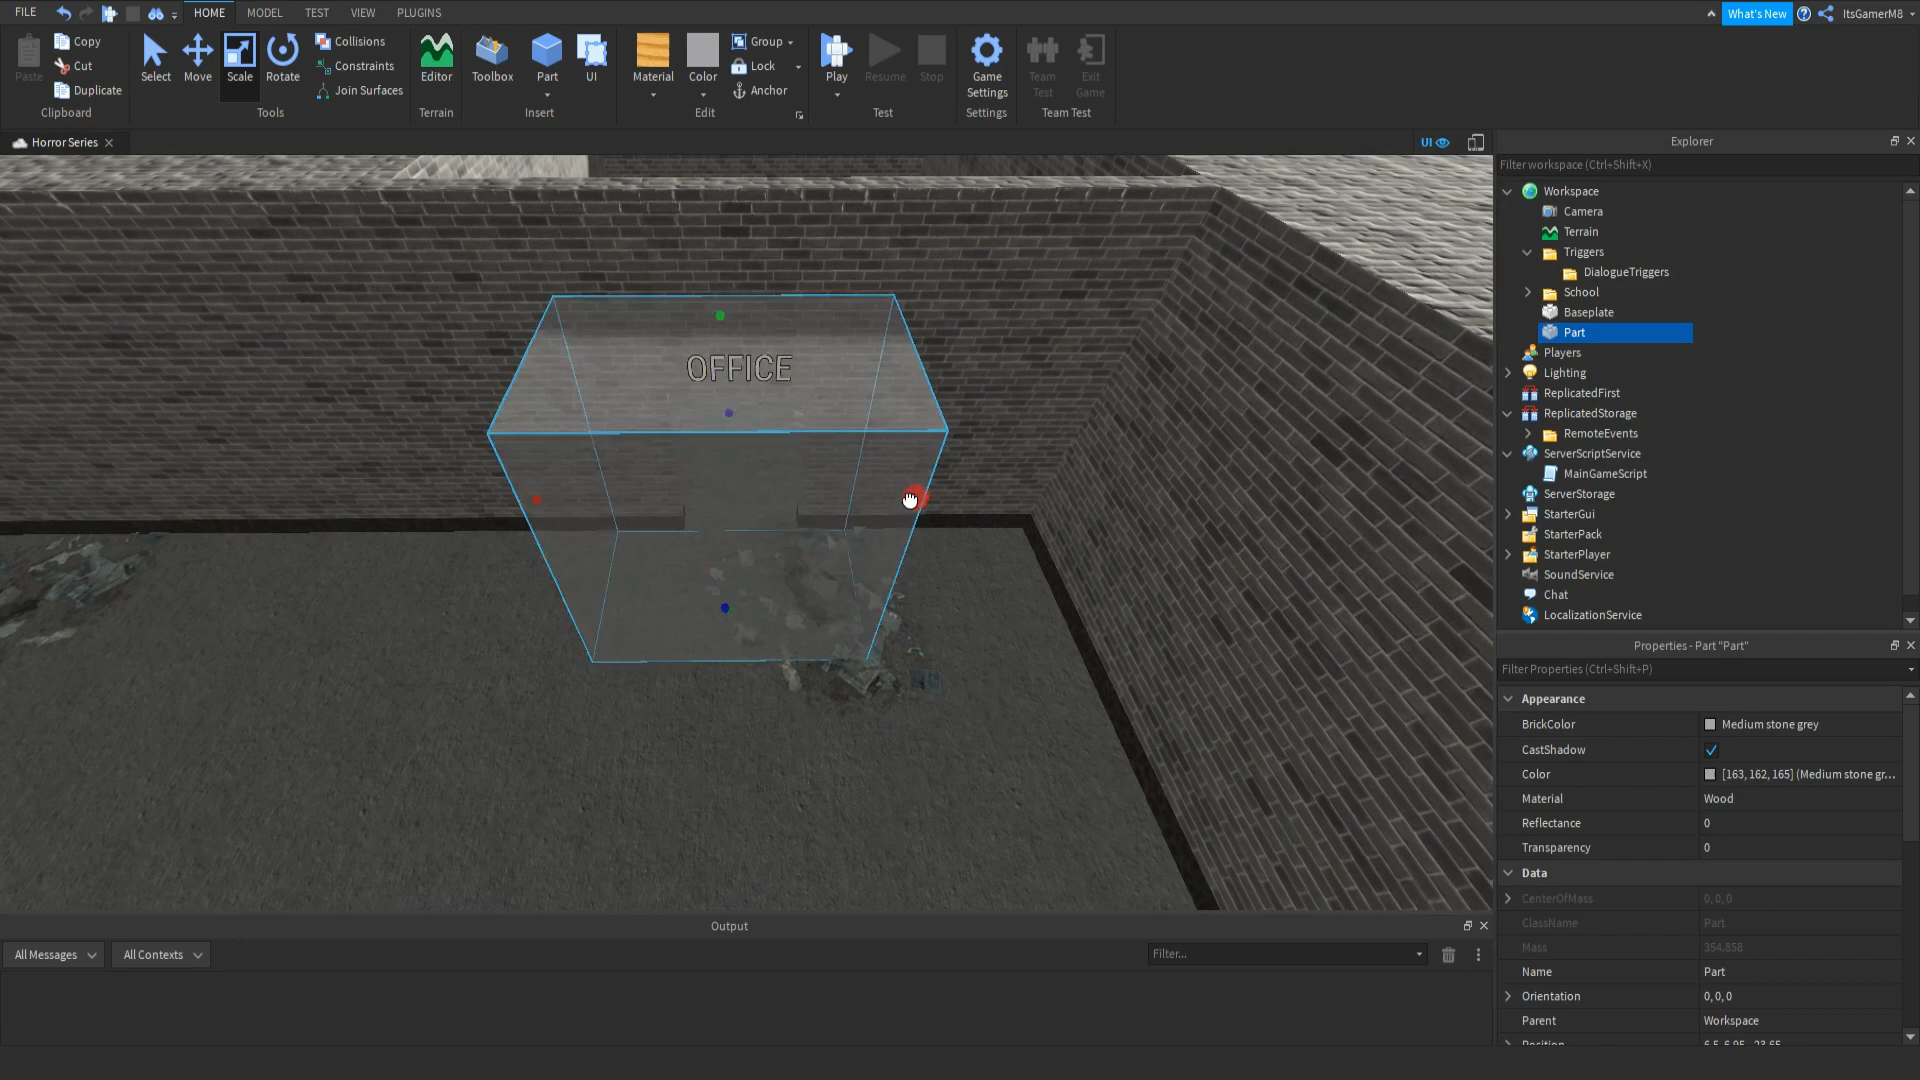 FILE HOME MODEL TEST VIEW PLUGINS What's New ItsGamerM8
Paste Copy Cut Duplicate Clipboard
Select Move Scale Rotate Collisions Constraints Join Surfaces Tools
Editor Terrain
Toolbox Part UI Insert
Material Color Group Lock Anchor Edit
Play Resume Stop Test
Game Settings Settings
Team Test Exit Game Team Test
Horror Series
UI
OFFICE
Explorer
Filter workspace (Ctrl+Shift+X)
Workspace
Camera
Terrain
Triggers
DialogueTriggers
School
Baseplate
Part
Players
Lighting
ReplicatedFirst
ReplicatedStorage
RemoteEvents
ServerScriptService
MainGameScript
ServerStorage
StarterGui
StarterPack
StarterPlayer
SoundService
Chat
LocalizationService
Properties - Part "Part"
Filter Properties (Ctrl+Shift+P)
Appearance
BrickColor Medium stone grey
CastShadow
Color [163, 162, 165] (Medium stone gr...
Material Wood
Reflectance 0
Transparency 0
Data
CenterOfMass 0, 0, 0
ClassName Part
Mass 354.858
Name Part
Orientation 0, 0, 0
Parent Workspace
Output
All Messages All Contexts Filter...